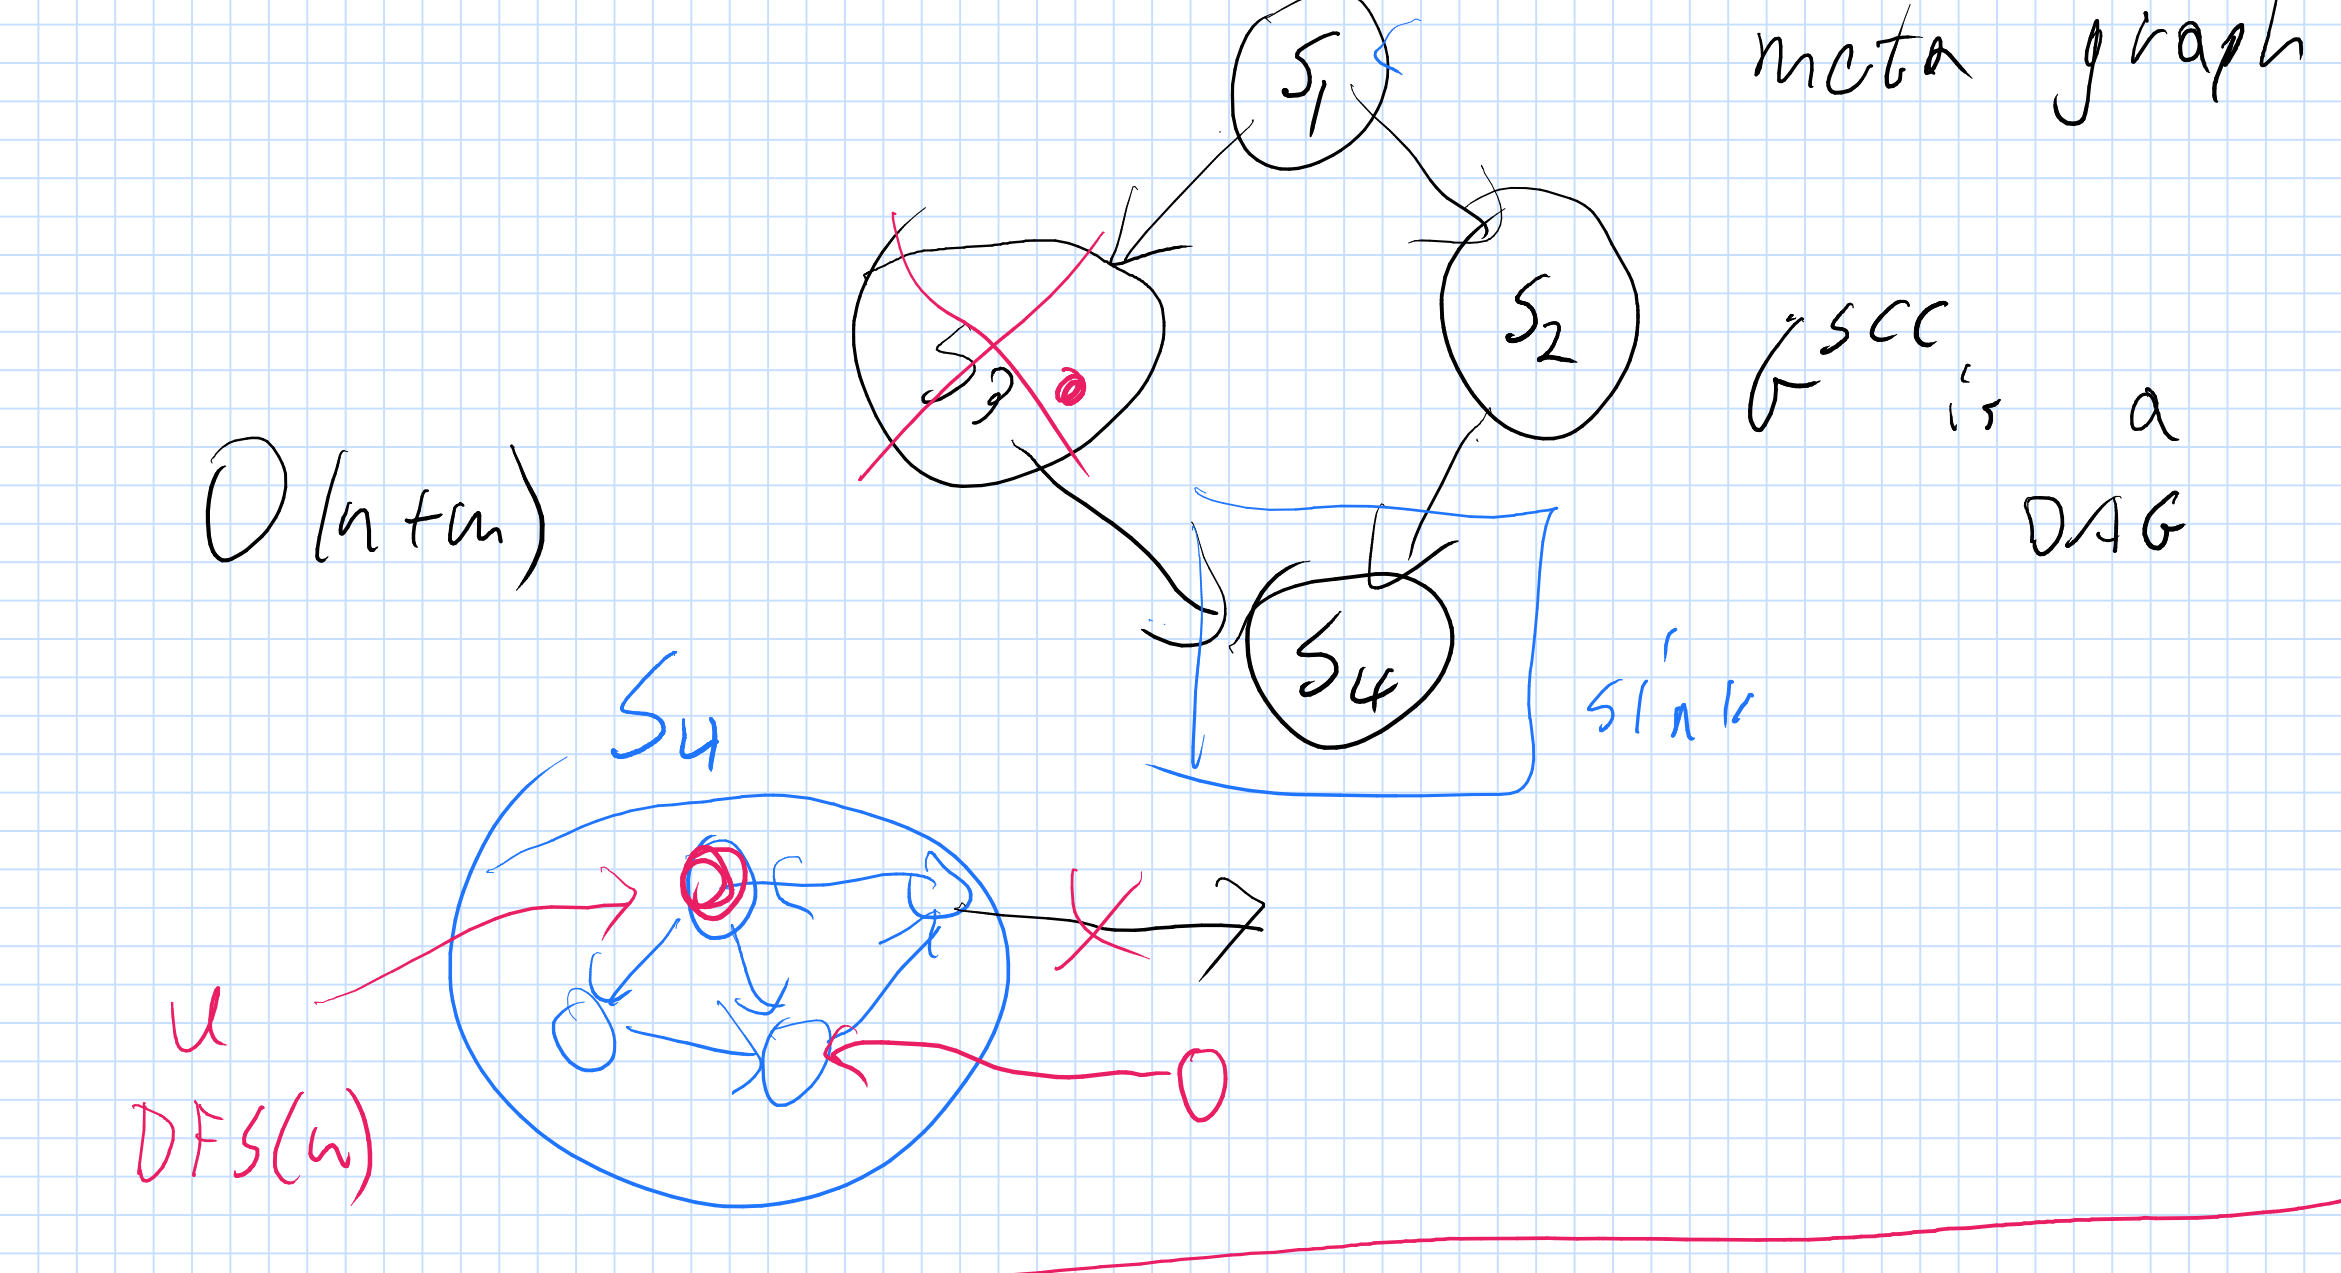 meta graph
S1
S2
S3
G^SCC is a
DAG
O(n+m)
S4
sink
S4
u
DFS(u)